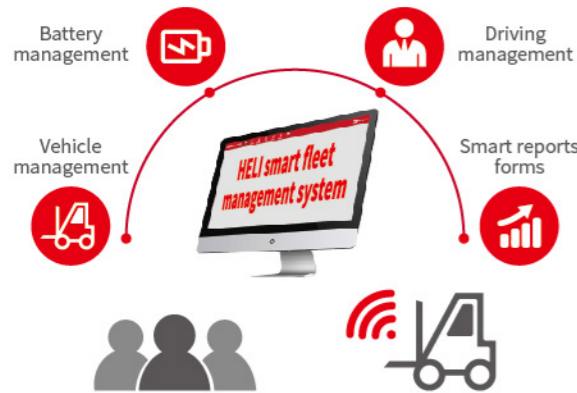 Battery
management
Driving
management
Vehicle
management
Smart reports
forms
HELI smart fleet
management system